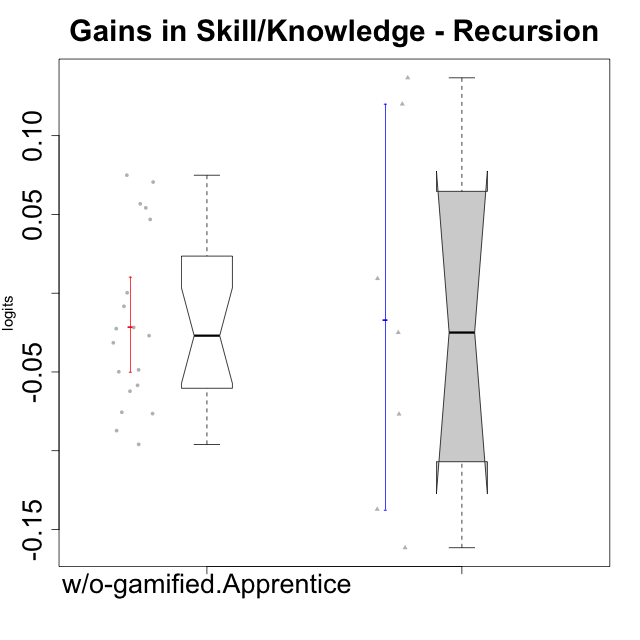 Gains in Skill/Knowledge - Recursion
0.10
0.05
-0.05
-0.15
logits
w/o-gamified.Apprentice